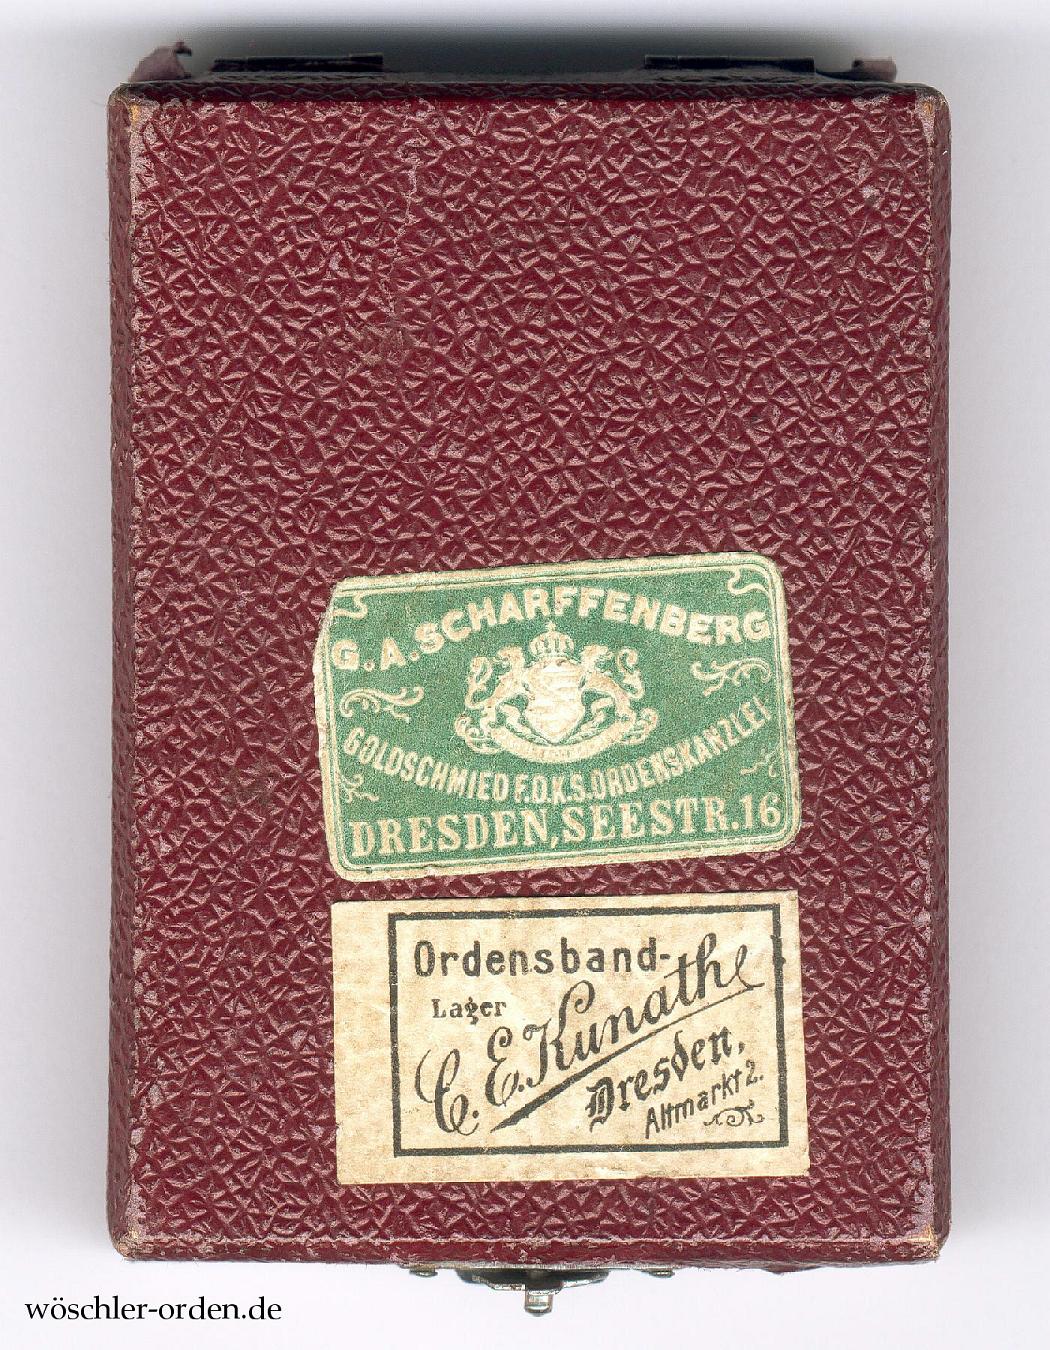 G.A.SCHARFFENBERG
GOLDSCHMIED F.D.K.S.ORDENSKANZLEI
DRESDEN,SEESTR.16
Ordensband-
Lager
C.E.Kunath
Dresden,
Altmarkt 2.
wöschler-orden.de